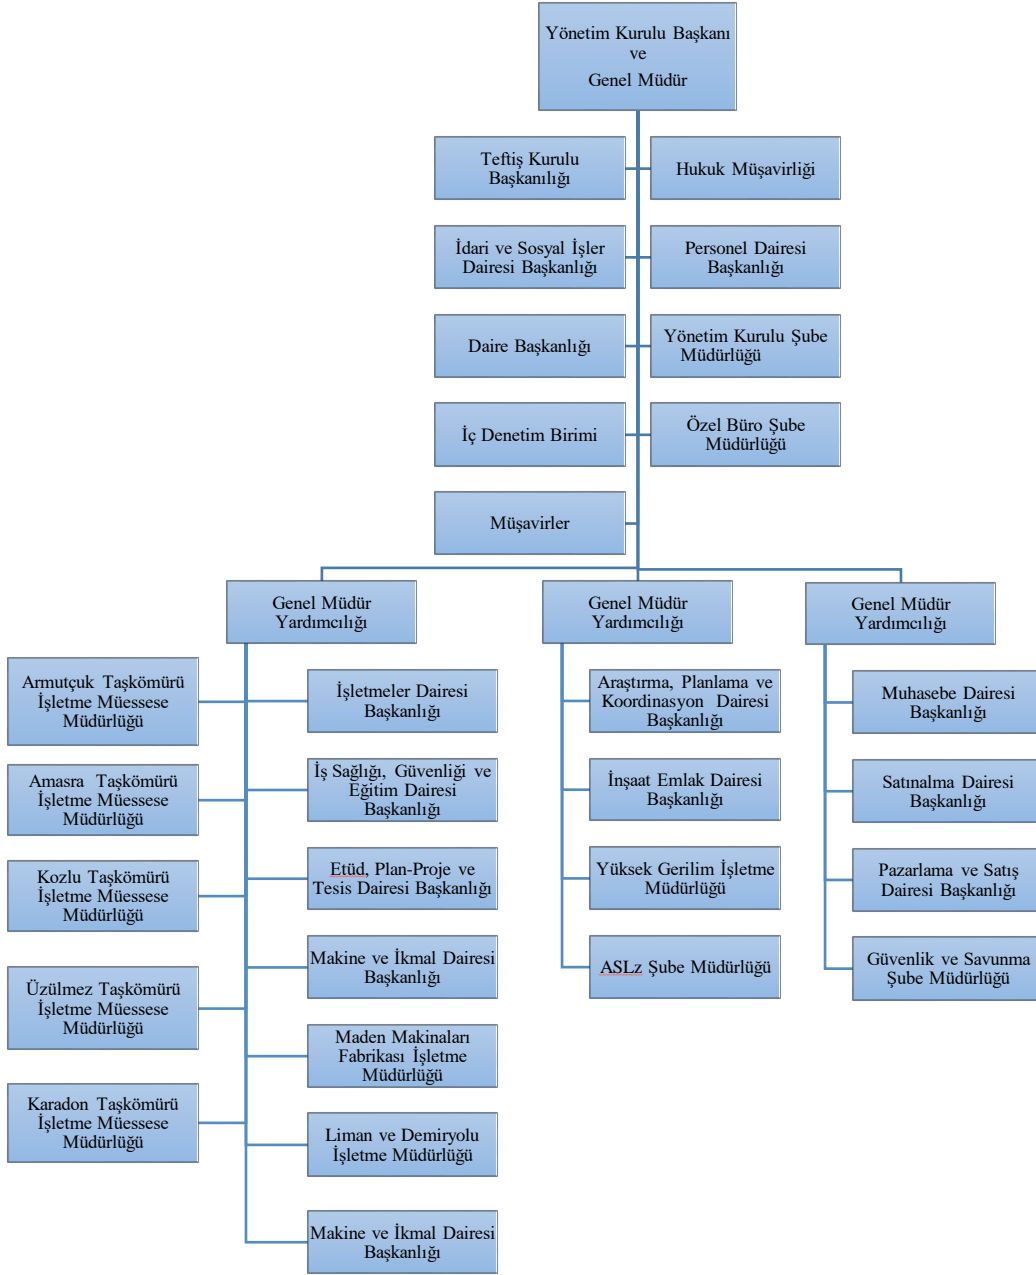 Yönetim Kurulu Başkanı
ve
Genel Müdür
Teftiş Kurulu
Başkanılığı
Hukuk Müşavirliği
İdari ve Sosyal İşler
Dairesi Başkanlığı
Personel Dairesi
Başkanlığı
Daire Başkanlığı
Yönetim Kurulu Şube
Müdürlüğü
İç Denetim Birimi
Özel Büro Şube
Müdürlüğü
Müşavirler
Genel Müdür
Yardımcılığı
Genel Müdür
Yardımcılığı
Genel Müdür
Yardımcılığı
Armutçuk Taşkömürü
İşletme Müessese
Müdürlüğü
Amasra Taşkömürü
İşletme Müessese
Müdürlüğü
Kozlu Taşkömürü
İşletme Müessese
Müdürlüğü
Üzülmez Taşkömürü
İşletme Müessese
Müdürlüğü
Karadon Taşkömürü
İşletme Müessese
Müdürlüğü
İşletmeler Dairesi
Başkanlığı
İş Sağlığı, Güvenliği ve
Eğitim Dairesi
Başkanlığı
Etüd, Plan-Proje ve
Tesis Dairesi Başkanlığı
Makine ve İkmal Dairesi
Başkanlığı
Maden Makinaları
Fabrikası İşletme
Müdürlüğü
Liman ve Demiryolu
İşletme Müdürlüğü
Makine ve İkmal Dairesi
Başkanlığı
Araştırma, Planlama ve
Koordinasyon Dairesi
Başkanlığı
İnşaat Emlak Dairesi
Başkanlığı
Yüksek Gerilim İşletme
Müdürlüğü
ASLz Şube Müdürlüğü
Muhasebe Dairesi
Başkanlığı
Satınalma Dairesi
Başkanlığı
Pazarlama ve Satış
Dairesi Başkanlığı
Güvenlik ve Savunma
Şube Müdürlüğü